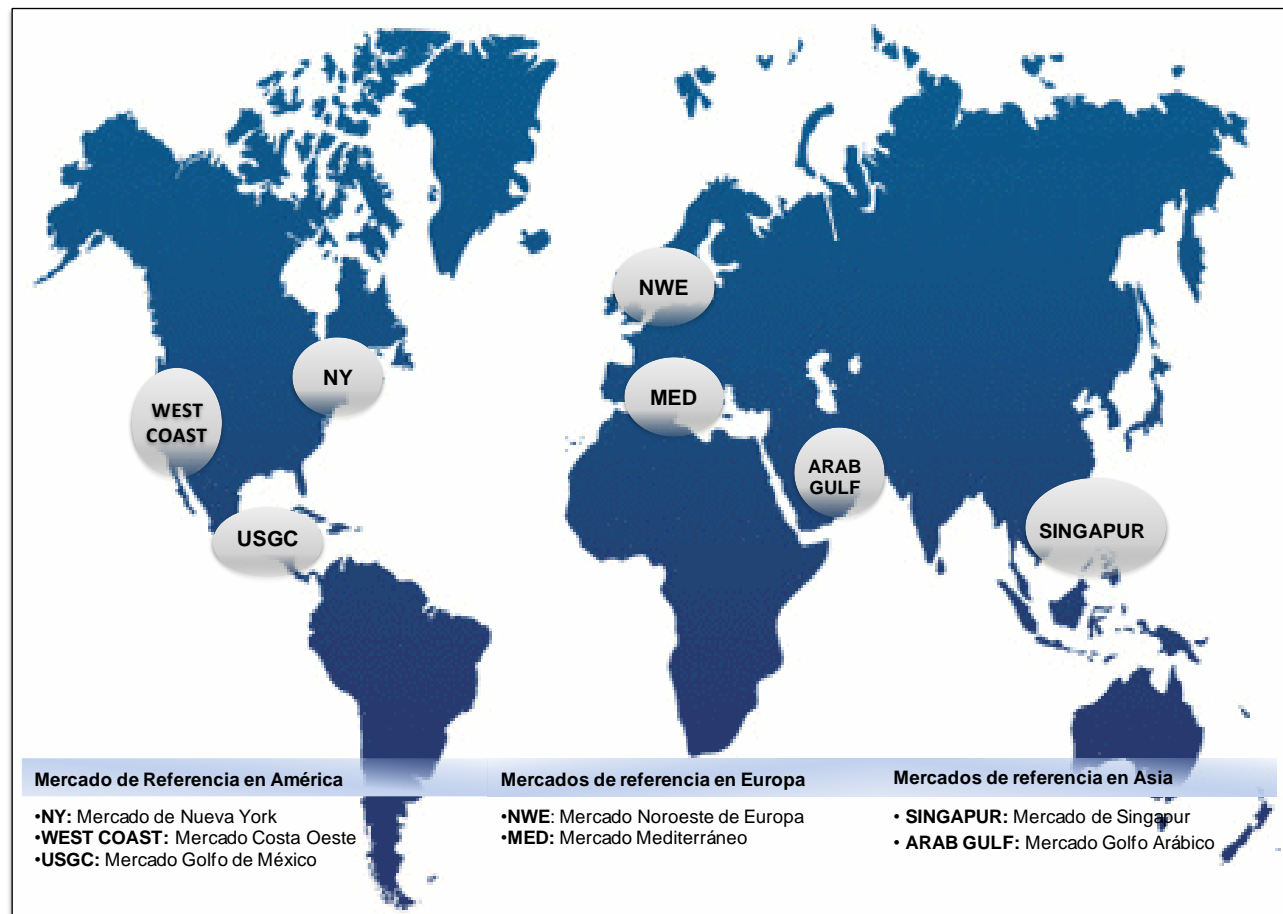 NWE
NY
MED
WEST
COAST
ARAB
GULF
SINGAPUR
USGC
Mercado de Referencia en América
•NY: Mercado de Nueva York
•WEST COAST: Mercado Costa Oeste
•USGC: Mercado Golfo de México
Mercados de referencia en Europa
•NWE: Mercado Noroeste de Europa
•MED: Mercado Mediterráneo
Mercados de referencia en Asia
• SINGAPUR: Mercado de Singapur
• ARAB GULF: Mercado Golfo Arábico